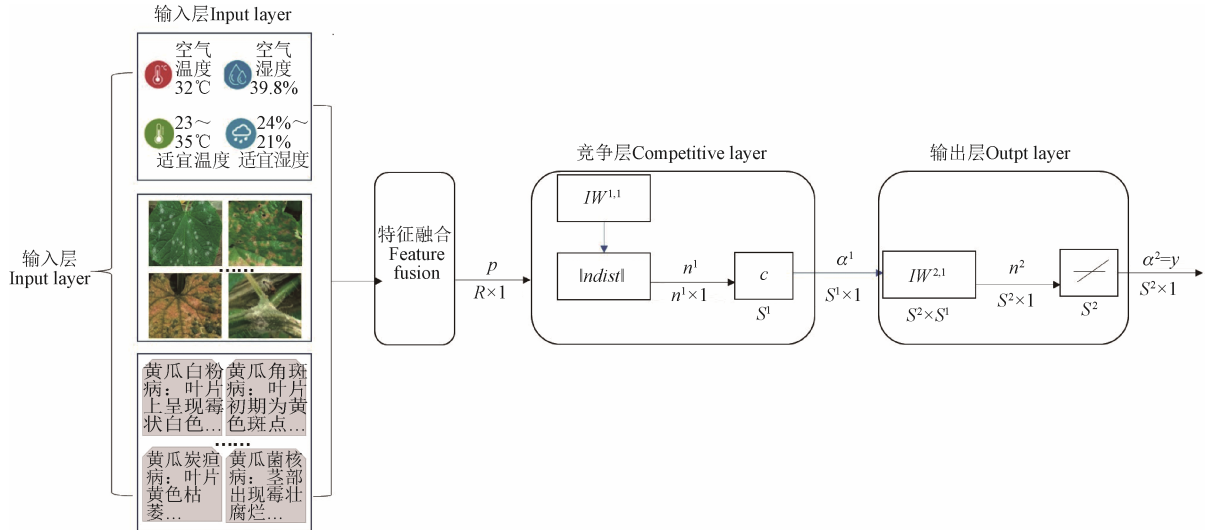 输入层Input layer
空气
温度
32℃
空气
湿度
39.8%
23～
35℃
适宜温度
24%～
21%
适宜湿度
输入层
Input layer
……
黄瓜白粉
病：叶片
上呈现霉
状白色…
黄瓜角斑
病：叶片
初期为黄
色斑点…
……
黄瓜炭疽
病：叶片
黄色枯
萎…
黄瓜菌核
病：茎部
出现霉壮
腐烂…
特征融合
Feature
fusion
p
R×1
竞争层Competitive layer
IW¹,¹
‖ndist‖
n¹
n¹×1
c
S¹
α¹
S¹×1
输出层Outpt layer
IW²,¹
S²×S¹
n²
S²×1
S²
α²=y
S²×1